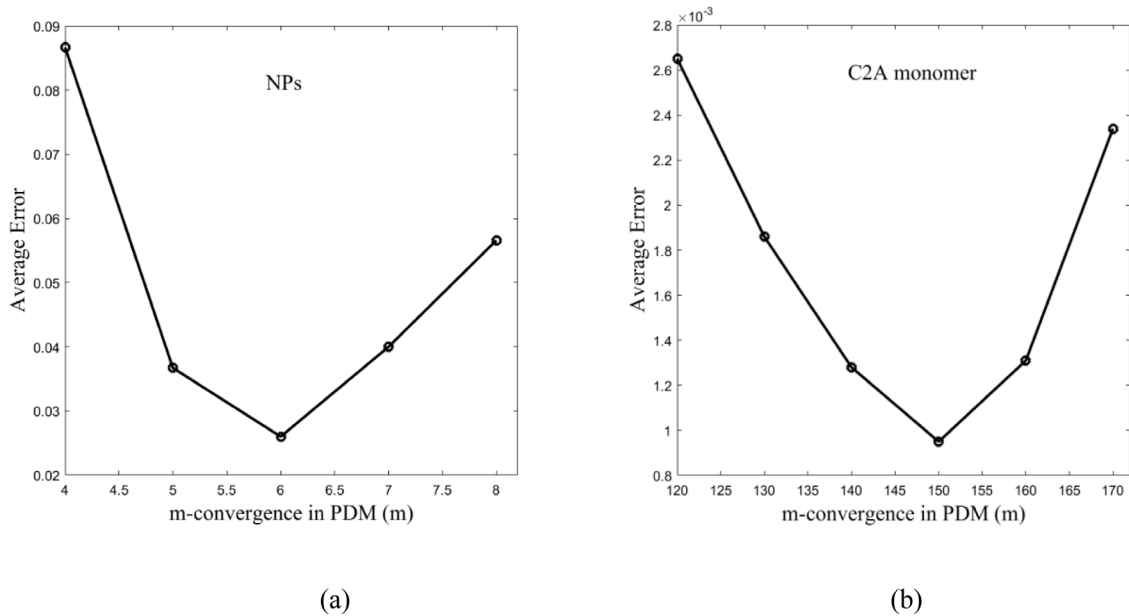 NPs
Average Error
0.09
0.08
0.07
0.06
0.05
0.04
0.03
0.02
4 4.5 5 5.5 6 6.5 7 7.5 8
m-convergence in PDM (m)
(a)
×10⁻³
C2A monomer
Average Error
2.8
2.6
2.4
2.2
2
1.8
1.6
1.4
1.2
1
0.8
120 125 130 135 140 145 150 155 160 165 170
m-convergence in PDM (m)
(b)